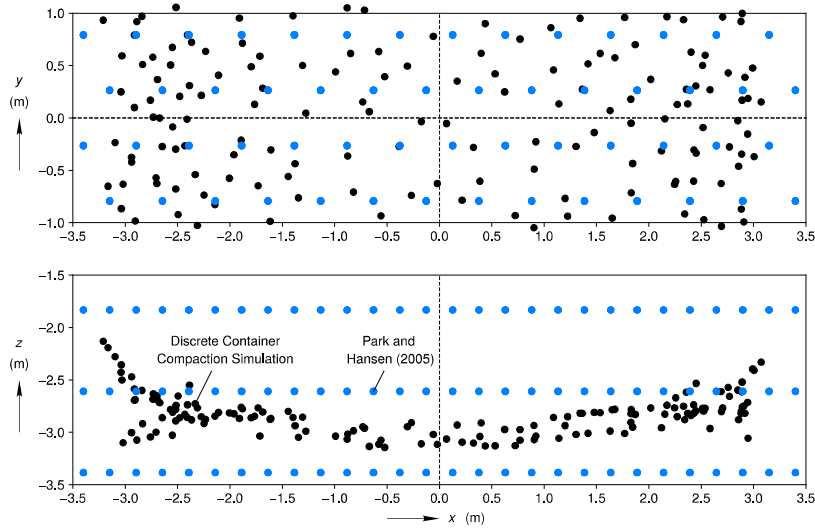 1.0
0.5
y
(m)
0.0
−0.5
−1.0
−3.5 −3.0 −2.5 −2.0 −1.5 −1.0 −0.5 0.0 0.5 1.0 1.5 2.0 2.5 3.0 3.5
−1.5
−2.0
z
(m)
−2.5
−3.0
−3.5
Discrete Container
Compaction Simulation
Park and
Hansen (2005)
−3.5 −3.0 −2.5 −2.0 −1.5 −1.0 −0.5 0.0 0.5 1.0 1.5 2.0 2.5 3.0 3.5
x (m)